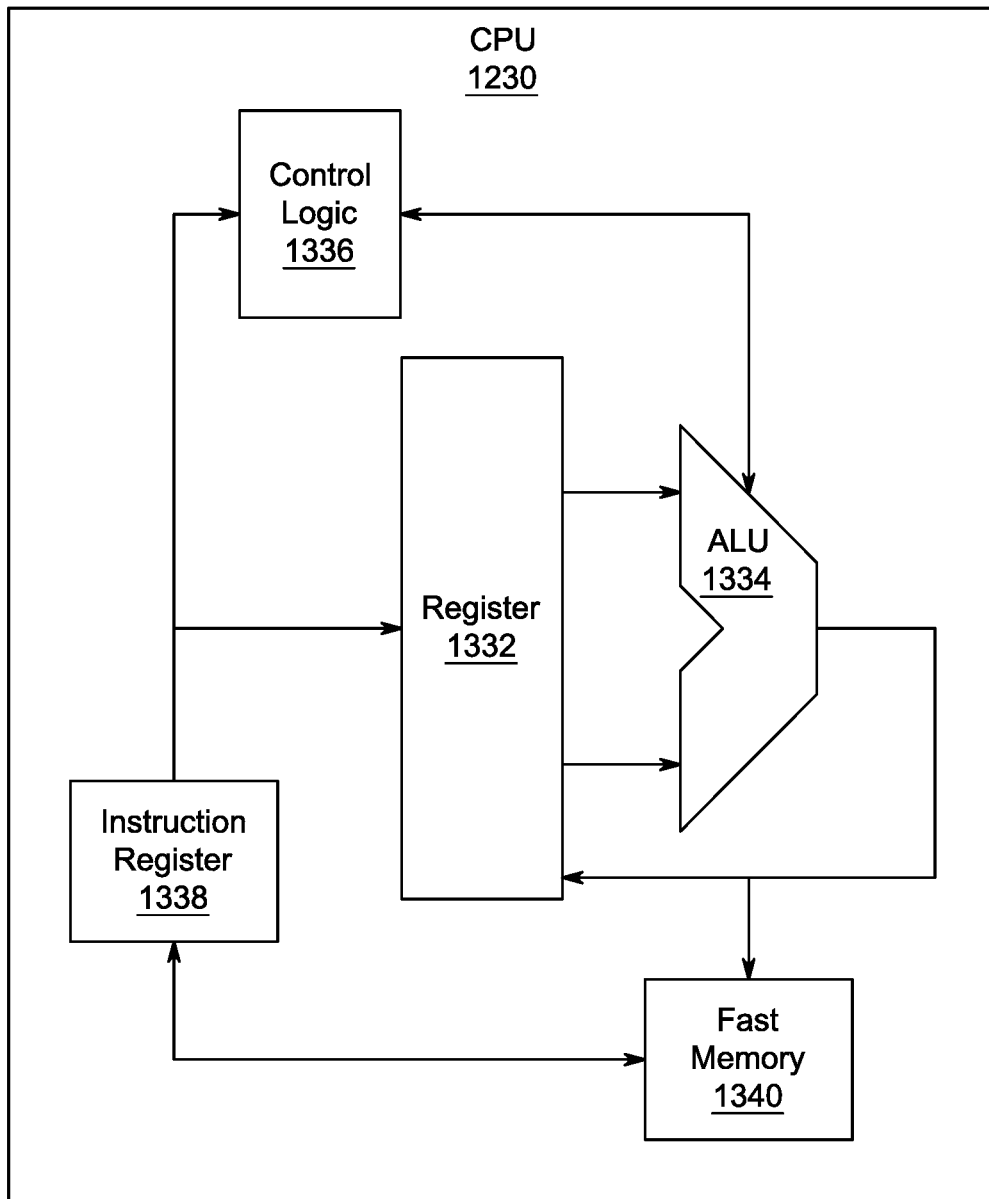 CPU
1230
Control
Logic
1336
ALU
1334
Register
1332
Instruction
Register
1338
Fast
Memory
1340